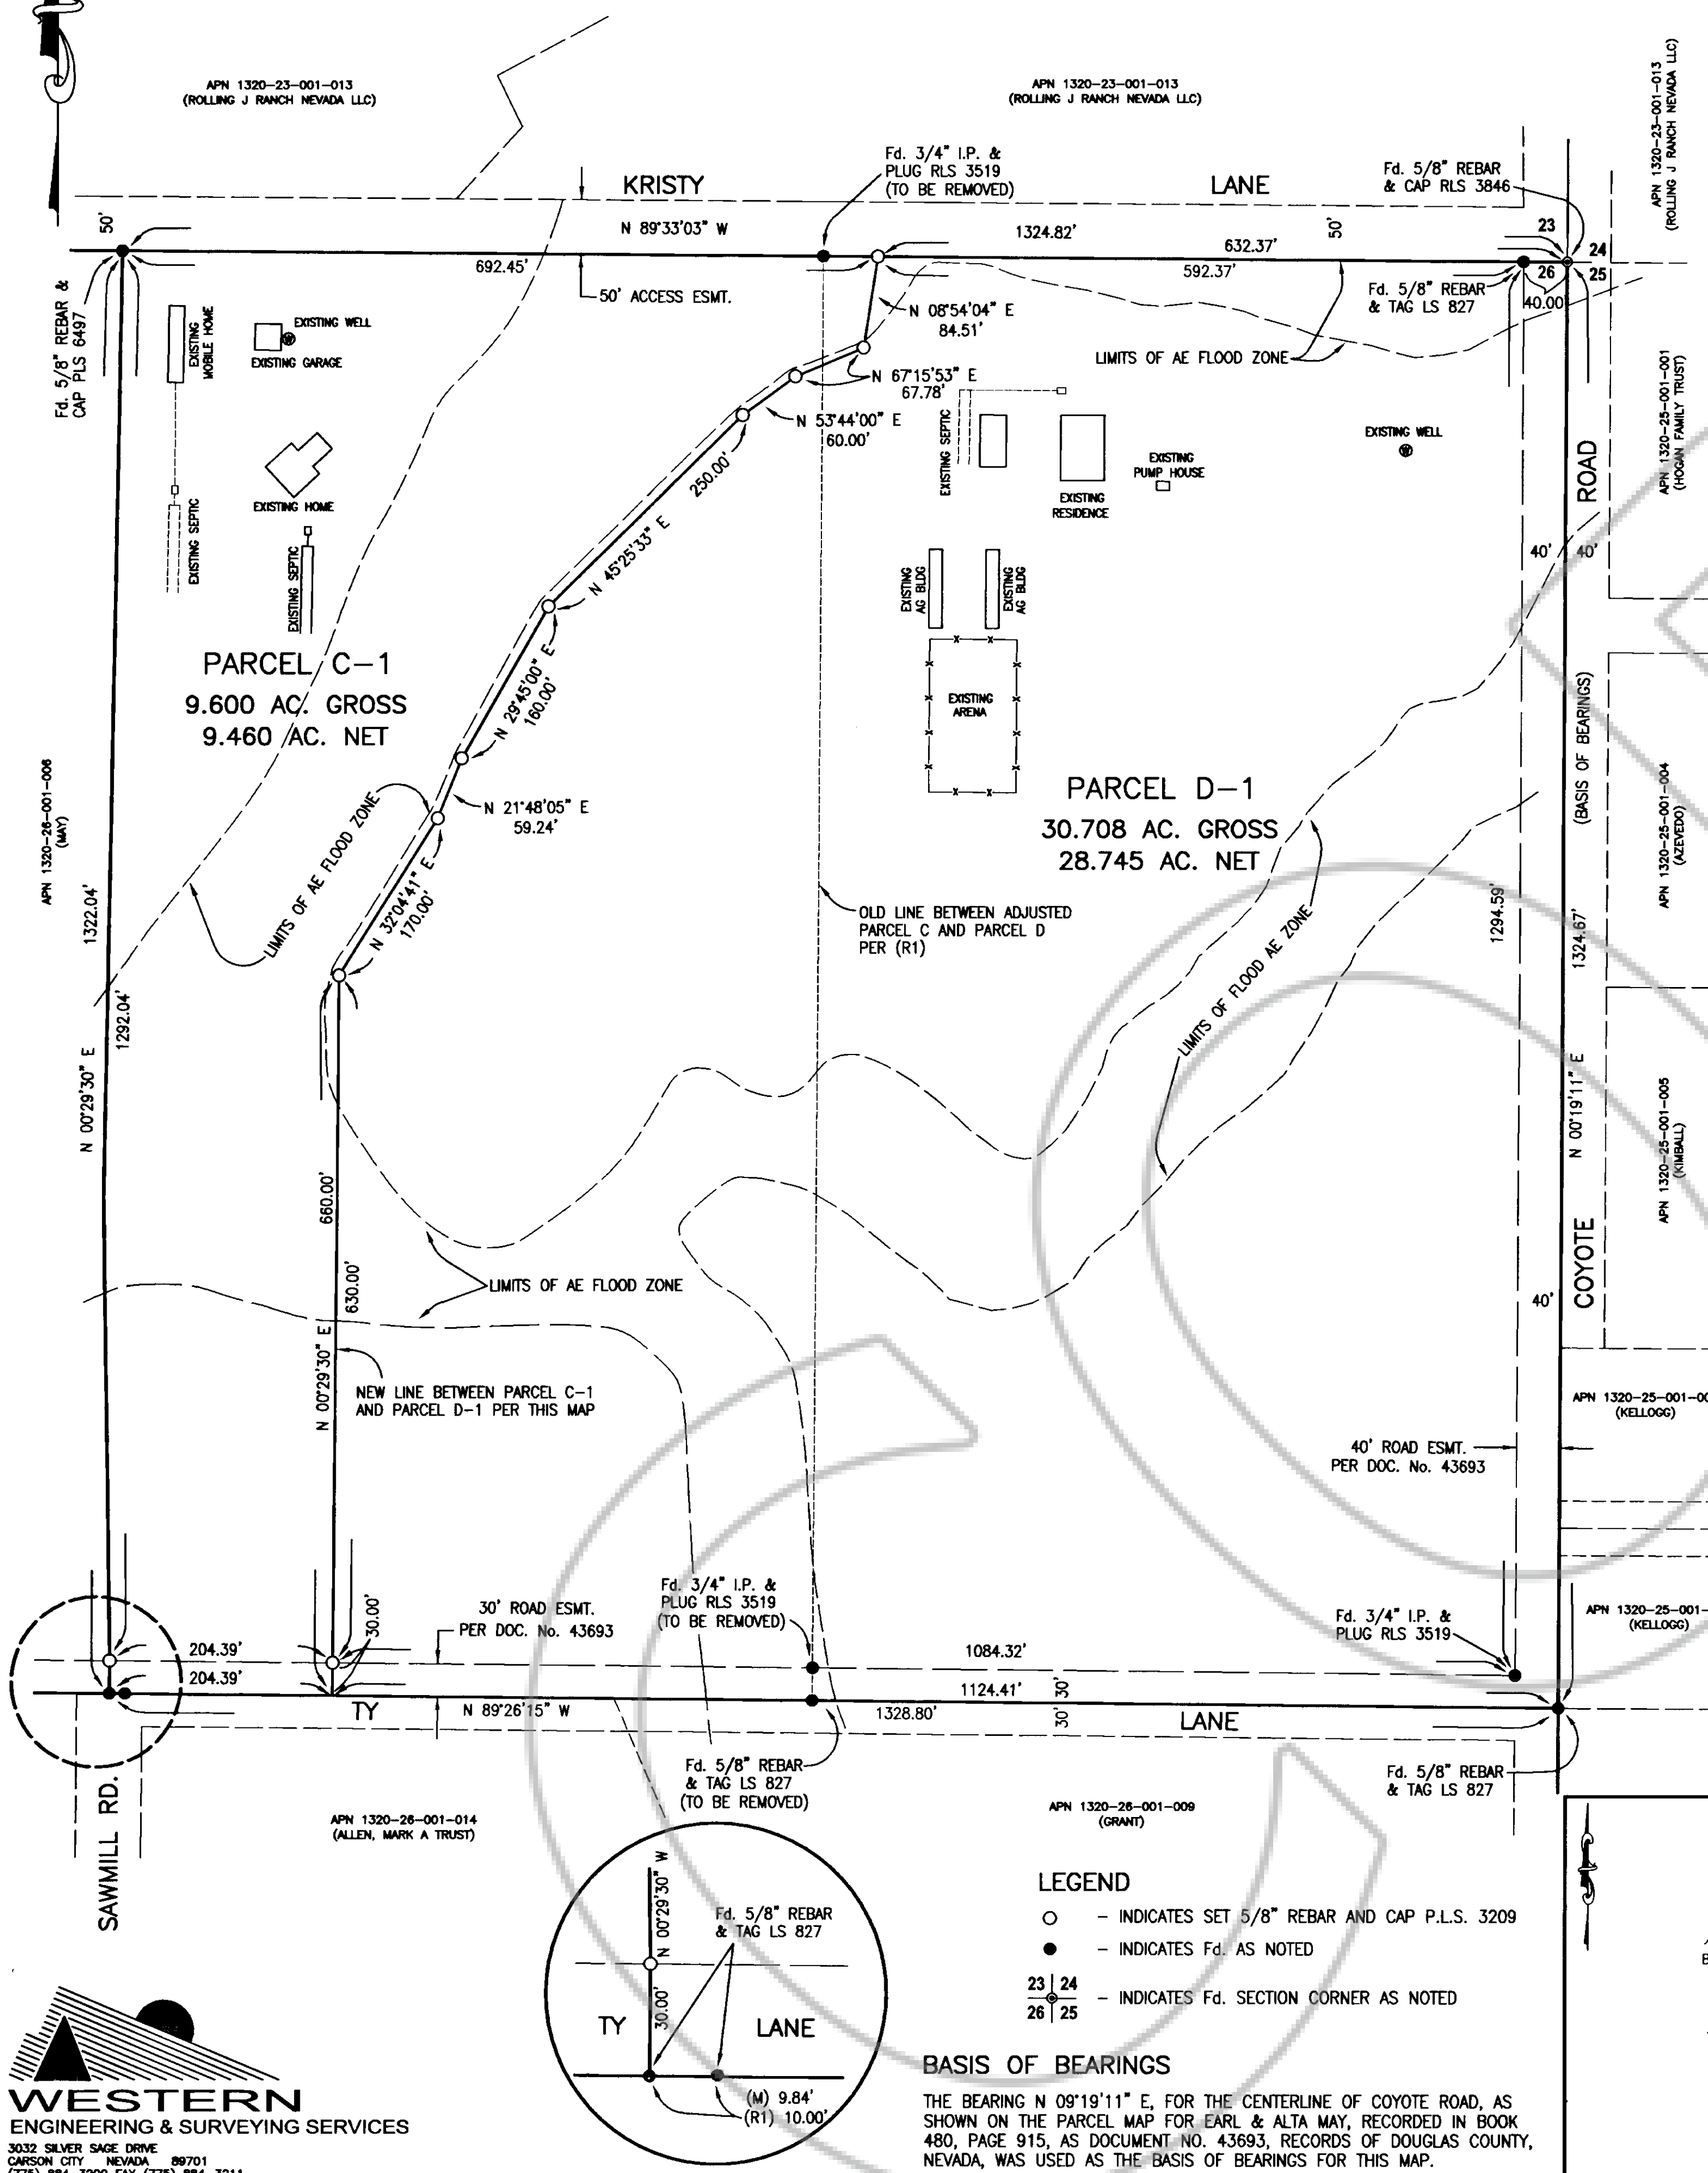 APN 1320-23-001-013
(ROLLING J RANCH NEVADA LLC)
APN 1320-23-001-013
(ROLLING J RANCH NEVADA LLC)
APN 1320-23-001-013
(ROLLING J RANCH NEVADA LLC)
Fd. 3/4" I.P. &
PLUG RLS 3519
(TO BE REMOVED)
Fd. 5/8" REBAR
& CAP RLS 3846
KRISTY
LANE
50'
N 89°33'03" W
1324.82'
50'
23
24
692.45'
632.37'
592.37'
26
25
50' ACCESS ESMT.
Fd. 5/8" REBAR
& TAG LS 827
40.00
Fd. 5/8" REBAR &
CAP PLS 6497
EXISTING
MOBILE HOME
EXISTING WELL
W
EXISTING GARAGE
N 08°54'04" E
84.51'
LIMITS OF AE FLOOD ZONE
N 67°15'53" E
67.78'
N 53°44'00" E
60.00'
250.00'
N 45°25'33" E
EXISTING SEPTIC
EXISTING
RESIDENCE
EXISTING
PUMP HOUSE
EXISTING WELL
W
ROAD
APN 1320-25-001-001
(HOGAN FAMILY TRUST)
EXISTING HOME
EXISTING SEPTIC
EXISTING SEPTIC
40'
40'
EXISTING
AG BLDG
EXISTING
AG BLDG
PARCEL C-1
9.600 AC. GROSS
9.460 AC. NET
N 29°45'00" E
160.00'
EXISTING
ARENA
(BASIS OF BEARINGS)
APN 1320-26-001-006
(MAY)
N 21°48'05" E
59.24'
PARCEL D-1
30.708 AC. GROSS
28.745 AC. NET
APN 1320-25-001-004
(AZEVEDO)
LIMITS OF AE FLOOD ZONE
N 32°04'41" E
170.00'
1322.04'
1292.04'
OLD LINE BETWEEN ADJUSTED
PARCEL C AND PARCEL D
PER (R1)
1294.59'
1324.67'
LIMITS OF FLOOD AE ZONE
N 00°29'30" E
N 00°19'11" E
APN 1320-25-001-005
(KIMBALL)
660.00'
630.00'
LIMITS OF AE FLOOD ZONE
COYOTE
40'
N 00°29'30" E
NEW LINE BETWEEN PARCEL C-1
AND PARCEL D-1 PER THIS MAP
APN 1320-25-001-00
(KELLOGG)
40' ROAD ESMT.
PER DOC. No. 43693
Fd. 3/4" I.P. &
PLUG RLS 3519
(TO BE REMOVED)
30' ROAD ESMT.
PER DOC. No. 43693
30.00'
Fd. 3/4" I.P. &
PLUG RLS 3519
APN 1320-25-001-
(KELLOGG)
204.39'
204.39'
1084.32'
1124.41'
30'
30'
TY
N 89°26'15" W
1328.80'
LANE
Fd. 5/8" REBAR
& TAG LS 827
(TO BE REMOVED)
Fd. 5/8" REBAR
& TAG LS 827
SAWMILL RD.
APN 1320-26-001-014
(ALLEN, MARK A TRUST)
APN 1320-26-001-009
(GRANT)
N 00°29'30" W
Fd. 5/8" REBAR
& TAG LS 827
30.00'
TY
LANE
(M) 9.84'
(R1) 10.00'
LEGEND
- INDICATES SET 5/8" REBAR AND CAP P.L.S. 3209
- INDICATES Fd. AS NOTED
23 24
26 25
- INDICATES Fd. SECTION CORNER AS NOTED
BASIS OF BEARINGS
THE BEARING N 09°19'11" E, FOR THE CENTERLINE OF COYOTE ROAD, AS
SHOWN ON THE PARCEL MAP FOR EARL & ALTA MAY, RECORDED IN BOOK
480, PAGE 915, AS DOCUMENT NO. 43693, RECORDS OF DOUGLAS COUNTY,
NEVADA, WAS USED AS THE BASIS OF BEARINGS FOR THIS MAP.
WESTERN
ENGINEERING & SURVEYING SERVICES
3032 SILVER SAGE DRIVE
CARSON CITY NEVADA 89701